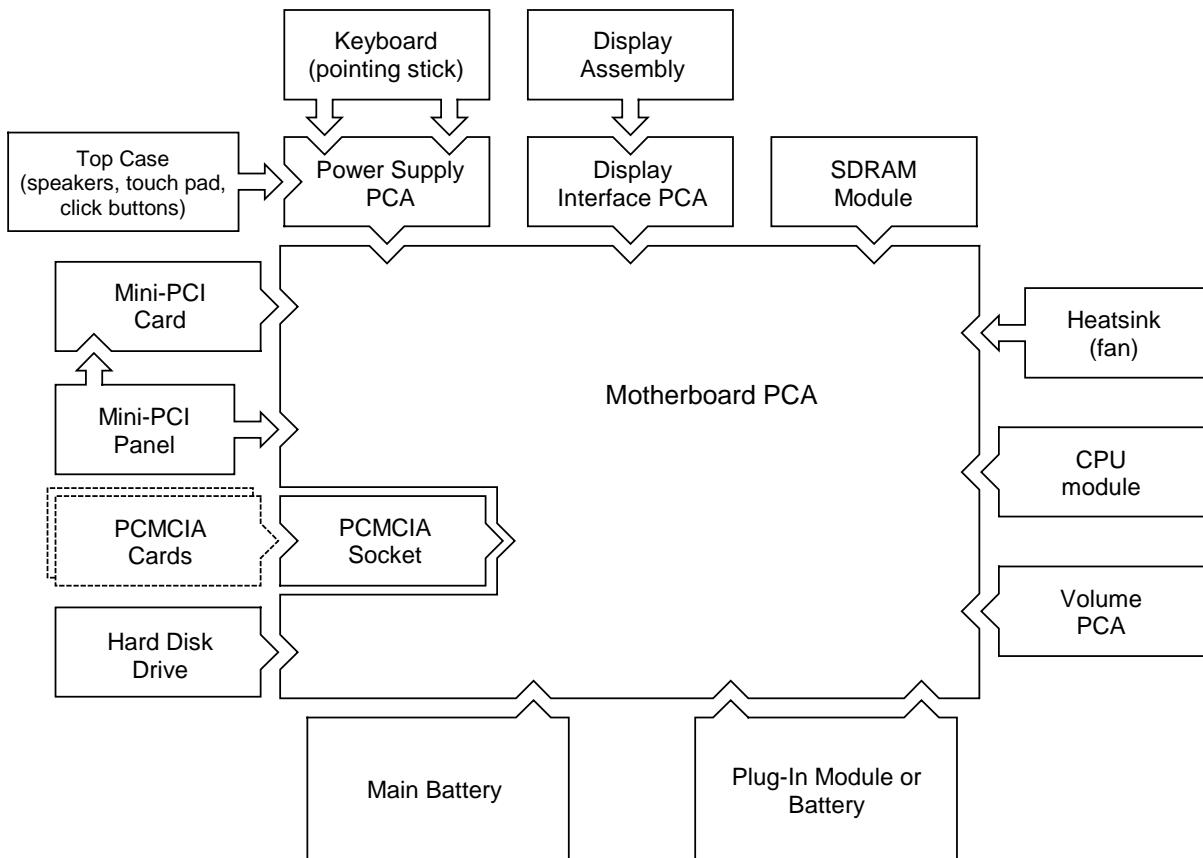 Keyboard
(pointing stick)
Display
Assembly
Top Case
(speakers, touch pad,
click buttons)
Power Supply
PCA
Display
Interface PCA
SDRAM
Module
Mini-PCI
Card
Heatsink
(fan)
Motherboard PCA
Mini-PCI
Panel
CPU
module
PCMCIA
Cards
PCMCIA
Socket
Volume
PCA
Hard Disk
Drive
Main Battery
Plug-In Module or
Battery